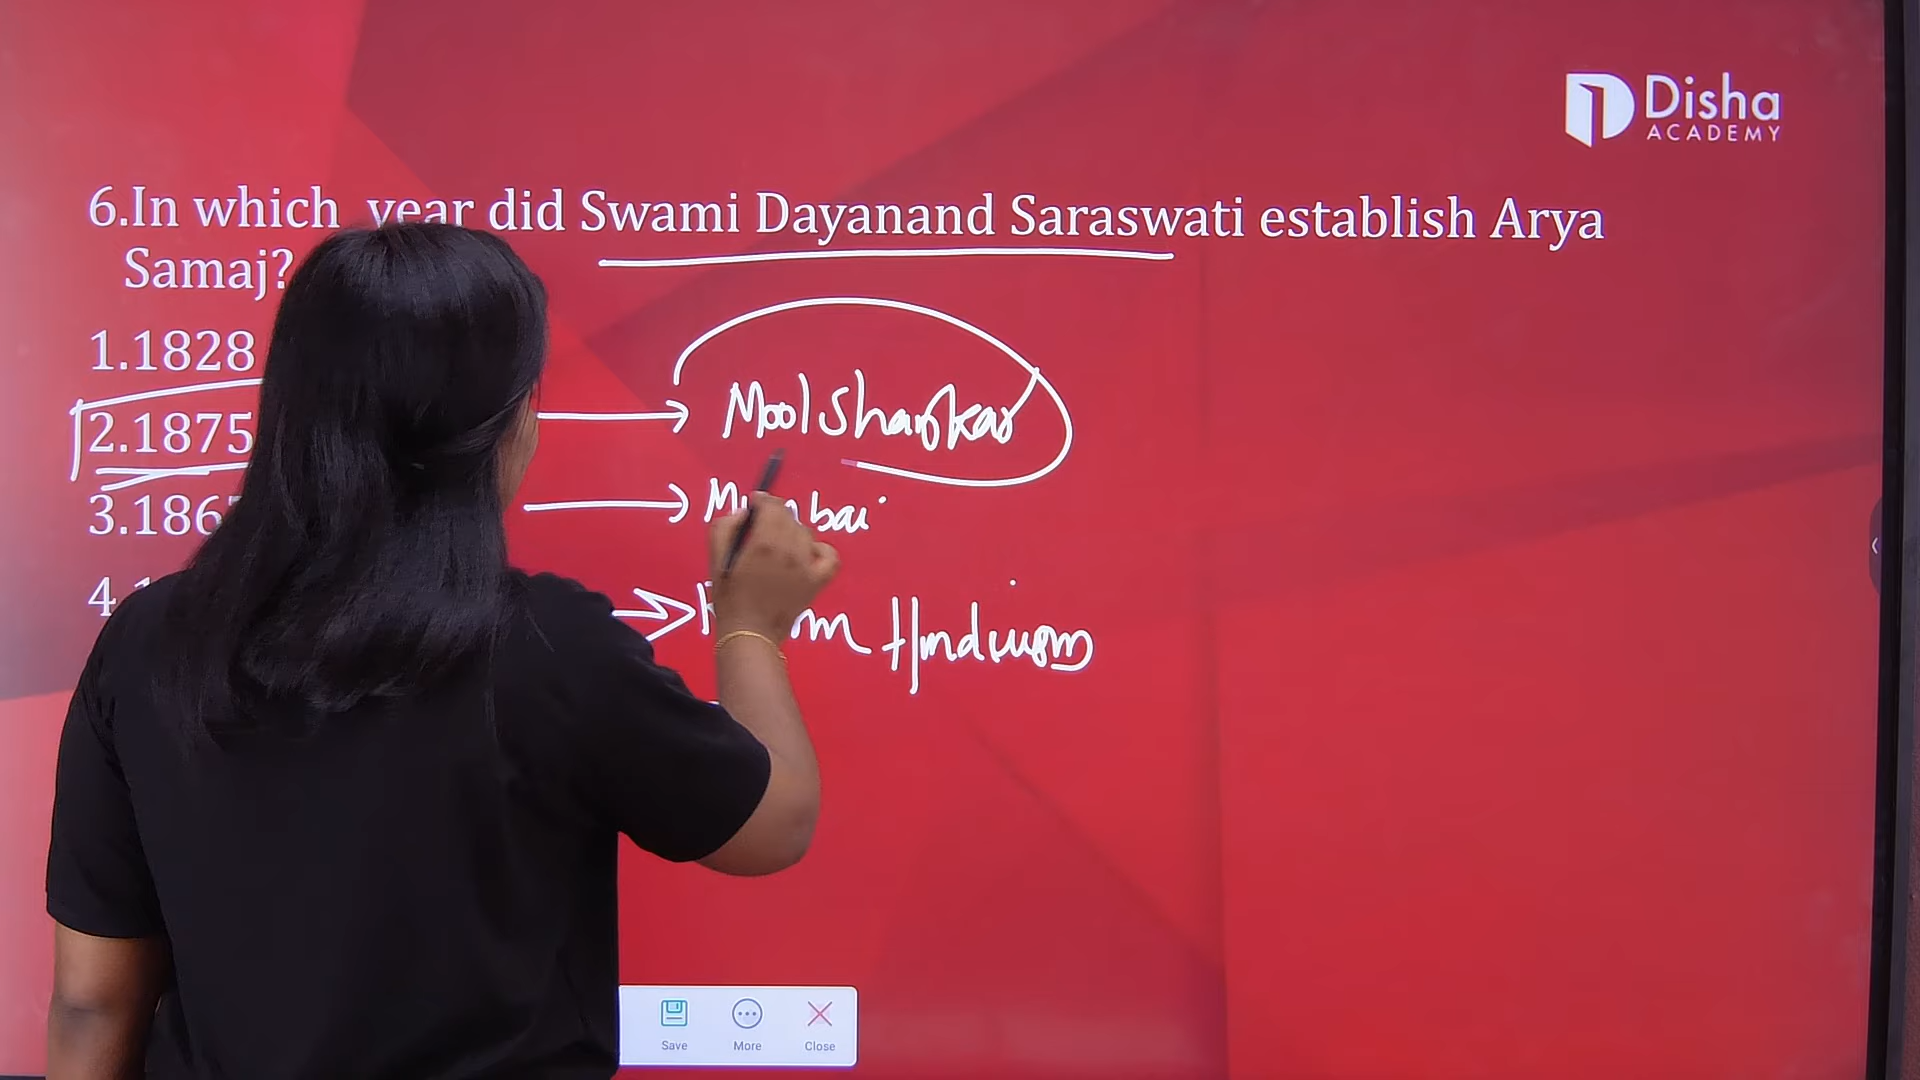 Disha
ACADEMY
6.In which year did Swami Dayanand Saraswati establish Arya
Samaj?
1.1828
2.1875
3.186
4.
Moolshankar
Mumbai
Hinduism
Save
More
Close